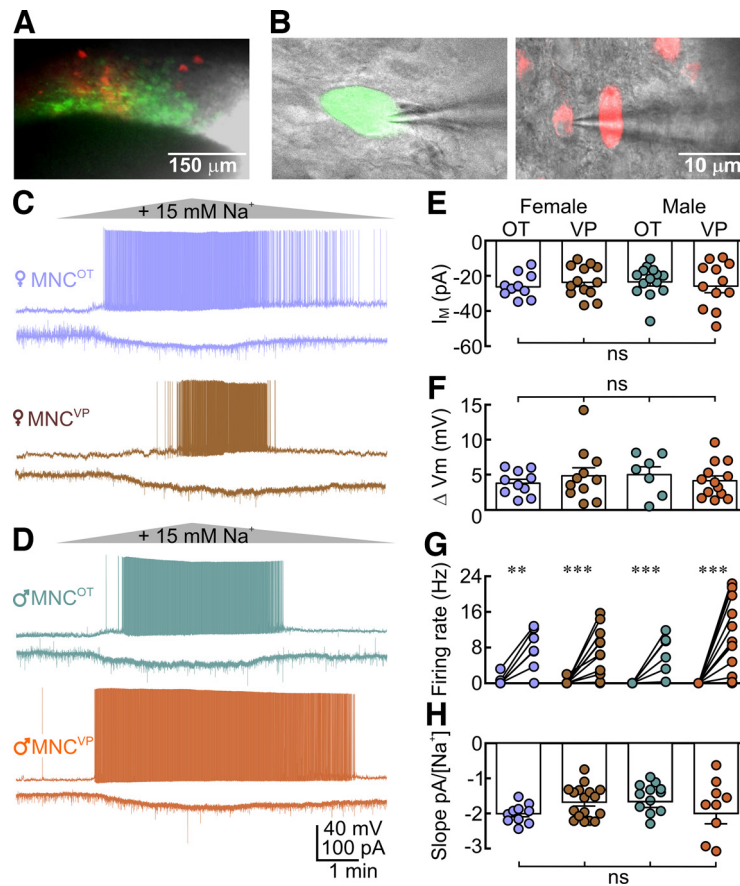 A
B
150 μm
10 μm
C
+ 15 mM Na⁺
♀ MNCᴼᵀ
♀ MNCⱽᴾ
D
+ 15 mM Na⁺
♂MNCᴼᵀ
♂MNCⱽᴾ
40 mV
100 pA
1 min
E
Female Male
OT VP OT VP
I_M (pA)
0
-20
-40
-60
ns
F
ns
Δ Vm (mV)
15
10
5
0
G
** *** *** ***
Firing rate (Hz)
24
16
8
0
H
Slope pA/[Na⁺]
0
-1
-2
-3
ns